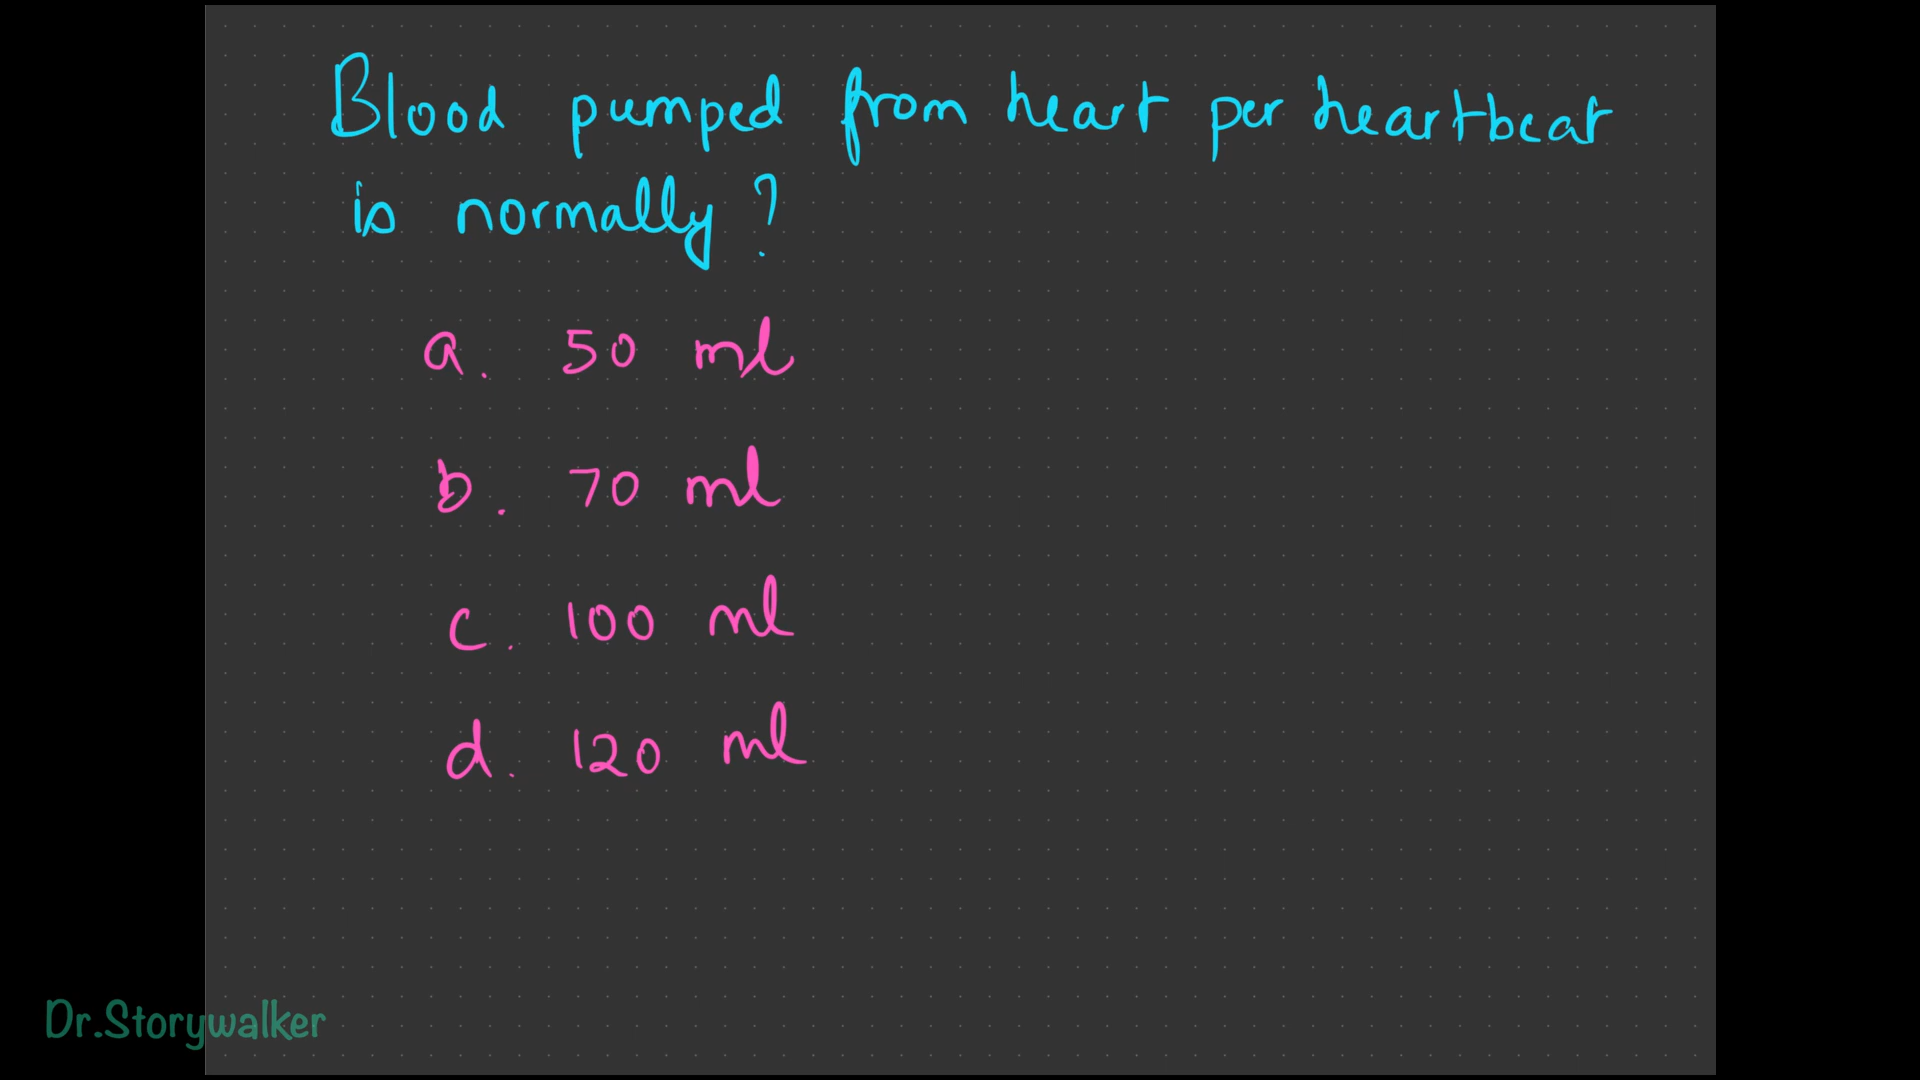 Blood pumped from heart per heartbeat
is normally?
a. 50 ml
b. 70 ml
c. 100 ml
d. 120 ml
Dr.Storywalker